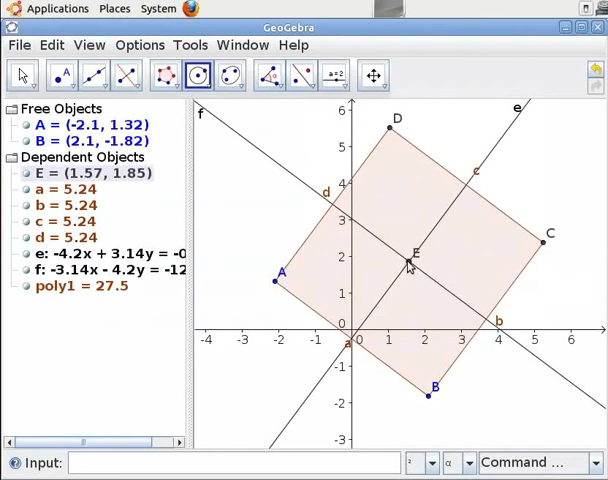 Applications Places System
GeoGebra
File Edit View Options Tools Window Help
A a=2
Free Objects
A = (-2.1, 1.32)
B = (2.1, -1.82)
Dependent Objects
E = (1.57, 1.85)
a = 5.24
b = 5.24
c = 5.24
d = 5.24
e: -4.2x + 3.14y = -0
f: -3.14x - 4.2y = -12
poly1 = 27.5
f
6
e
D
5
c
4
d
3
C
2
E
A
1
0
b
-4 -3 -2 -1 0 1 2 3 4 5 6
a
-1
B
-2
-3
Input: ² α Command ...